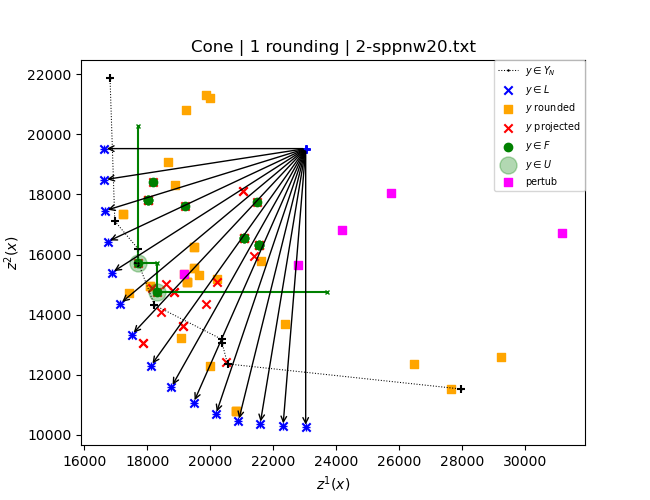 Cone | 1 rounding | 2-sppnw20.txt
22000
20000
18000
16000
14000
12000
10000
z²(x)
16000 18000 20000 22000 24000 26000 28000 30000
z¹(x)
y ∈ Y_N
y ∈ L
y rounded
y projected
y ∈ F
y ∈ U
pertub